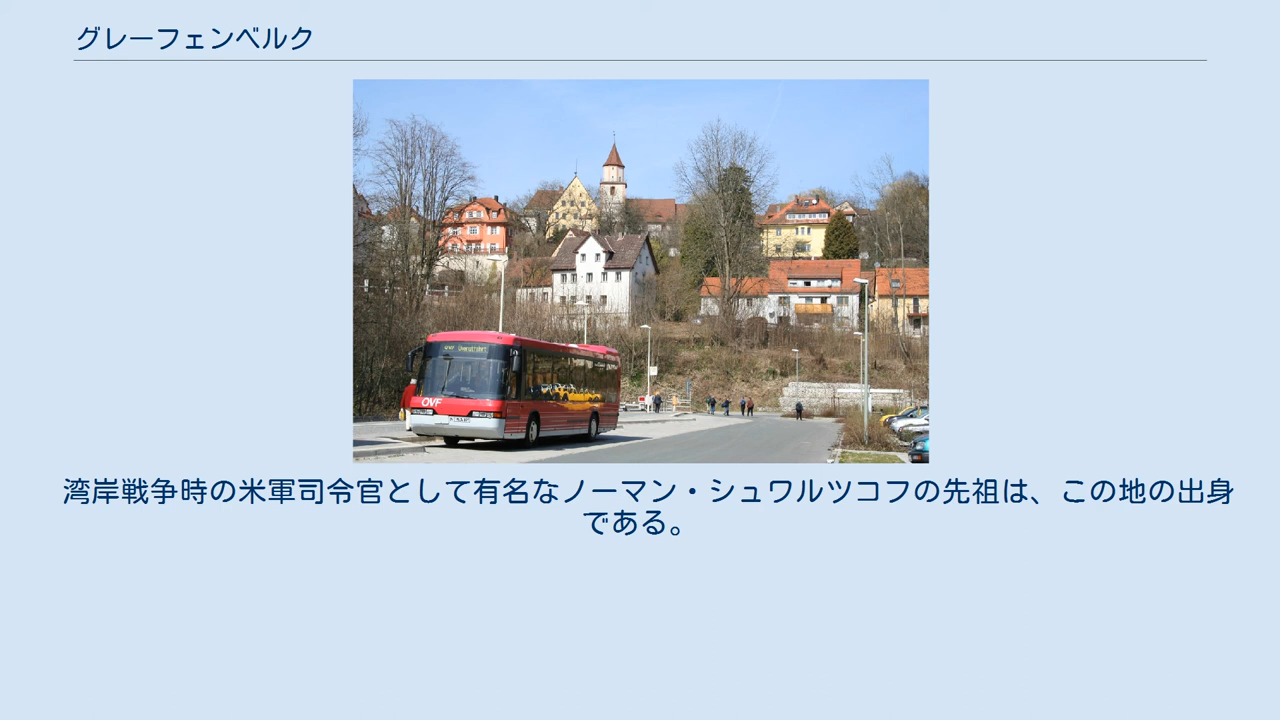 グレーフェンベルク
OVF
湾岸戦争時の米軍司令官として有名なノーマン・シュワルツコフの先祖は、この地の出身
である。